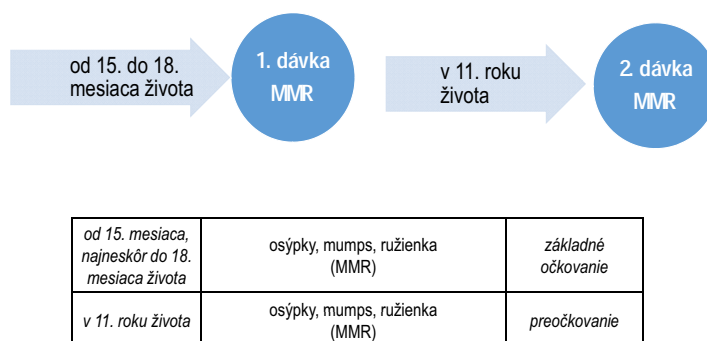 od 15. do 18.
mesiaca života
1. dávka
MMR
v 11. roku
života
2. dávka
MMR
od 15. mesiaca,
najneskôr do 18.
mesiaca života
osýpky, mumps, ružienka
(MMR)
základné
očkovanie
v 11. roku života
osýpky, mumps, ružienka
(MMR)
preočkovanie